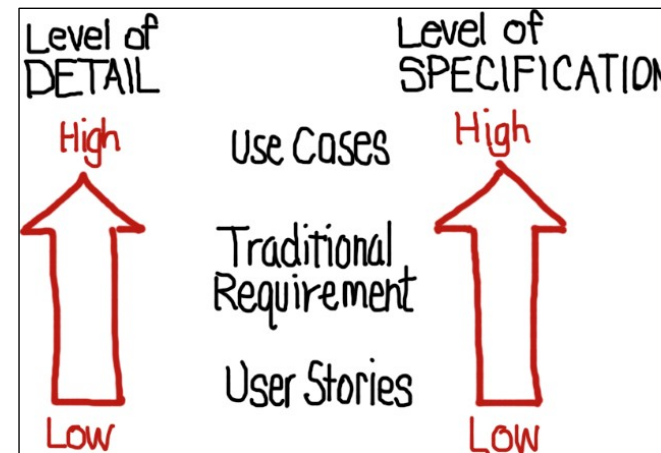 Level of
DETAIL
Level of
SPECIFICATION
High
Use Cases
High
Traditional
Requirement
User Stories
Low
Low